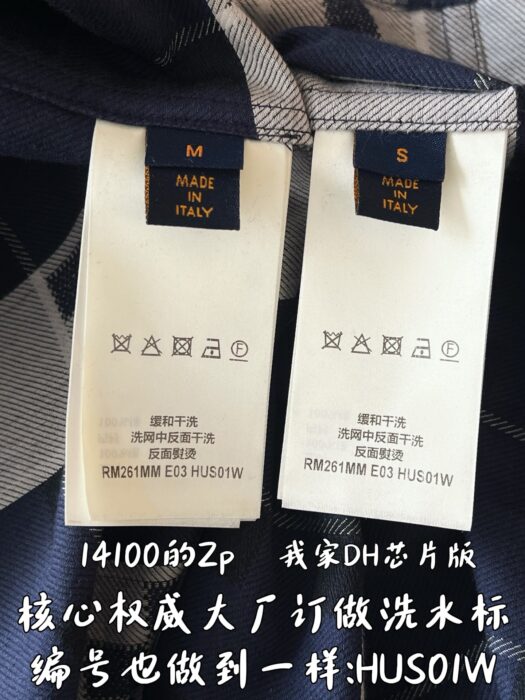 M
MADE
IN
ITALY
缓和干洗
洗网中反面干洗
反面熨烫
RM261MM E03 HUS01W
S
MADE
IN
ITALY
缓和干洗
洗网中反面干洗
反面熨烫
RM261MM E03 HUS01W
14100的Zp
我家DH芯片版
核心权威大厂订做洗水标
编号也做到一样:HUS01W